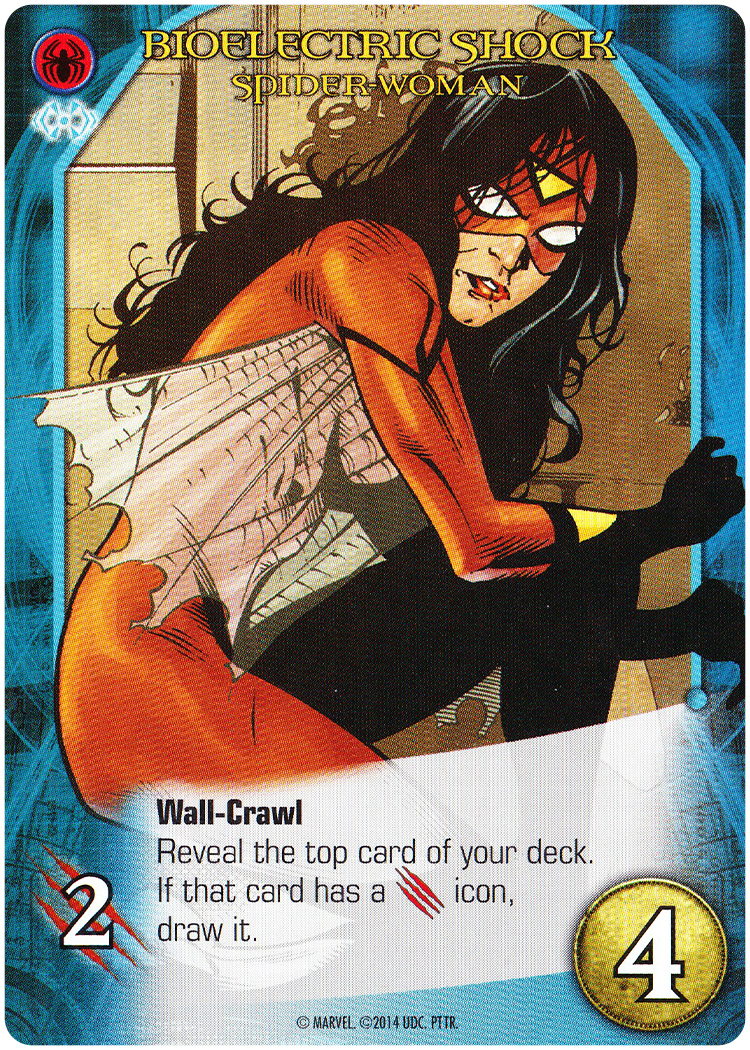 BIOELECTRIC SHOCK
SPIDER-WOMAN
Wall-Crawl
Reveal the top card of your deck.
If that card has a icon,
draw it.
2
4
© MARVEL. ©2014 UDC. PTTR.